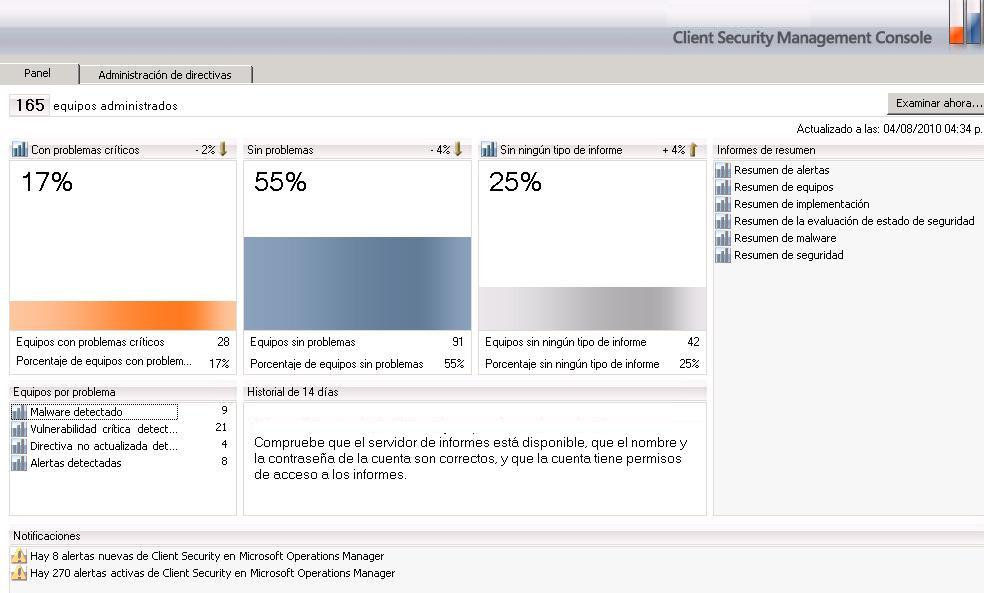 Client Security Management Console
Panel
Administración de directivas
165 equipos administrados
Examinar ahora...
Actualizado a las: 04/08/2010 04:34 p.
Con problemas críticos - 2%
17%
Equipos con problemas críticos 28
Porcentaje de equipos con problem... 17%
Sin problemas - 4%
55%
Equipos sin problemas 91
Porcentaje de equipos sin problemas 55%
Sin ningún tipo de informe + 4%
25%
Equipos sin ningún tipo de informe 42
Porcentaje sin ningún tipo de informe 25%
Informes de resumen
Resumen de alertas
Resumen de equipos
Resumen de implementación
Resumen de la evaluación de estado de seguridad
Resumen de malware
Resumen de seguridad
Equipos por problema
Malware detectado 9
Vulnerabilidad crítica detect... 21
Directiva no actualizada det... 4
Alertas detectadas 8
Historial de 14 días
Compruebe que el servidor de informes está disponible, que el nombre y
la contraseña de la cuenta son correctos, y que la cuenta tiene permisos
de acceso a los informes.
Notificaciones
Hay 8 alertas nuevas de Client Security en Microsoft Operations Manager
Hay 270 alertas activas de Client Security en Microsoft Operations Manager